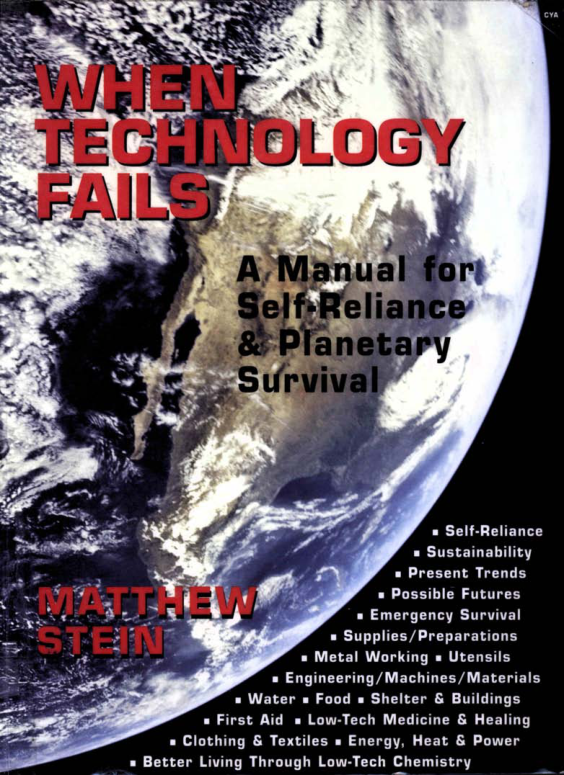 CYA
WHEN
TECHNOLOGY
FAILS
A Manual for
Self-Reliance
& Planetary
Survival
▪ Self-Reliance
▪ Sustainability
▪ Present Trends
▪ Possible Futures
▪ Emergency Survival
▪ Supplies/Preparations
▪ Metal Working ▪ Utensils
▪ Engineering/Machines/Materials
▪ Water ▪ Food ▪ Shelter & Buildings
▪ First Aid ▪ Low-Tech Medicine & Healing
▪ Clothing & Textiles ▪ Energy, Heat & Power
▪ Better Living Through Low-Tech Chemistry
MATTHEW
STEIN